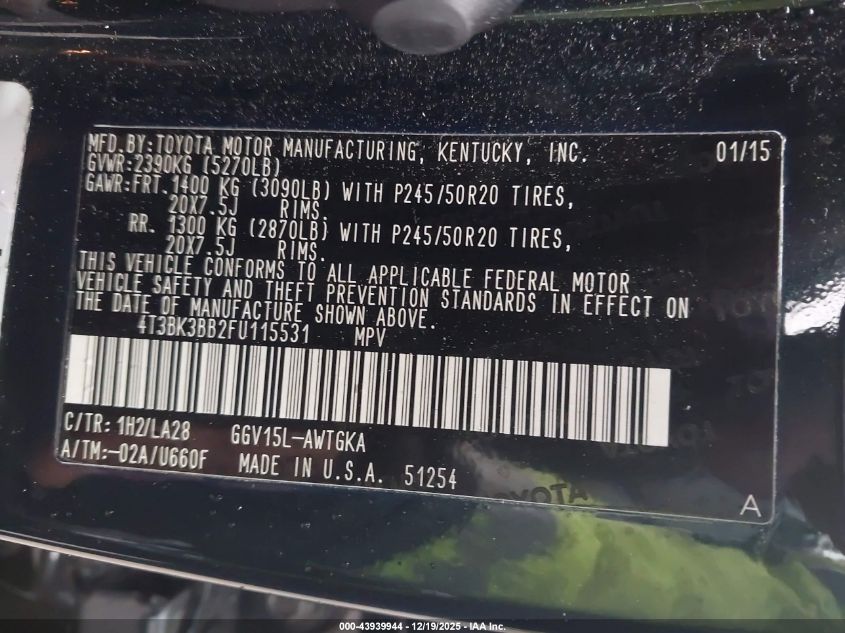 MFD.BY:TOYOTA MOTOR MANUFACTURING, KENTUCKY, INC. 01/15
GVWR:2390KG (5270LB)
GAWR:FRT.1400 KG (3090LB) WITH P245/50R20 TIRES,
20X7.5J RIMS.
RR. 1300 KG (2870LB) WITH P245/50R20 TIRES,
20X7.5J RIMS.
THIS VEHICLE CONFORMS TO ALL APPLICABLE FEDERAL MOTOR
VEHICLE SAFETY AND THEFT PREVENTION STANDARDS IN EFFECT ON
THE DATE OF MANUFACTURE SHOWN ABOVE.
4T3BK3BB2FU115531 MPV
C/TR: 1H2/LA28 GGV15L-AWTGKA
A/TM:-02A/U660F MADE IN U.S.A. 51254
TOYOTA
A
000-43939944 - 12/19/2025 - IAA Inc.